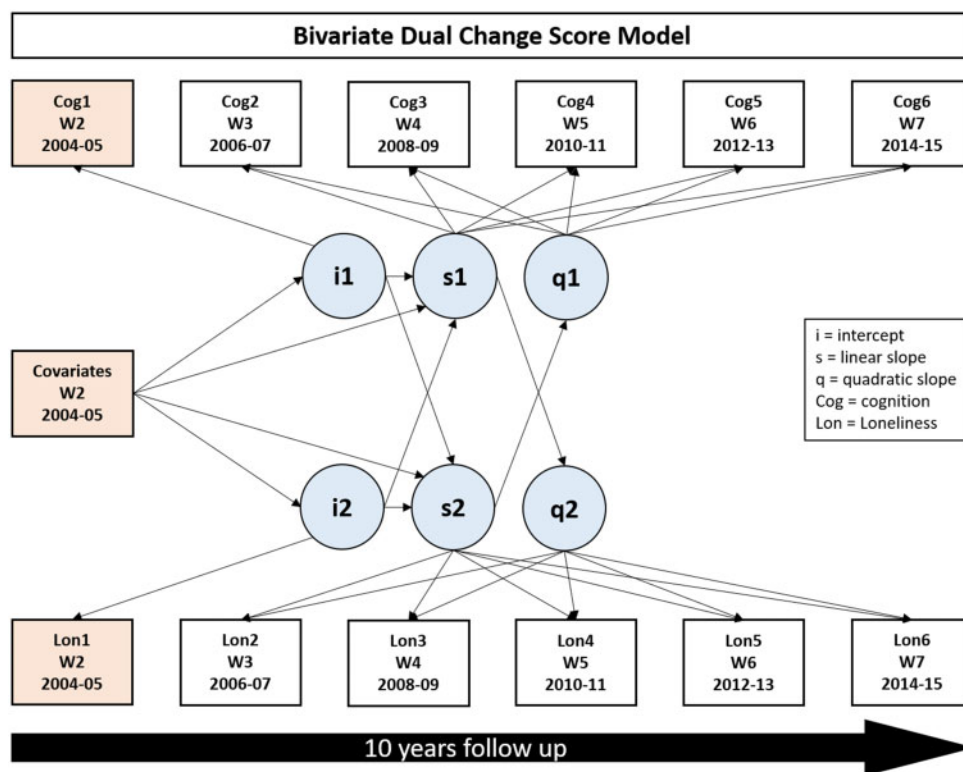 Bivariate Dual Change Score Model
Cog1
W2
2004-05
Cog2
W3
2006-07
Cog3
W4
2008-09
Cog4
W5
2010-11
Cog5
W6
2012-13
Cog6
W7
2014-15
i1
s1
q1
Covariates
W2
2004-05
i = intercept
s = linear slope
q = quadratic slope
Cog = cognition
Lon = Loneliness
i2
s2
q2
Lon1
W2
2004-05
Lon2
W3
2006-07
Lon3
W4
2008-09
Lon4
W5
2010-11
Lon5
W6
2012-13
Lon6
W7
2014-15
10 years follow up